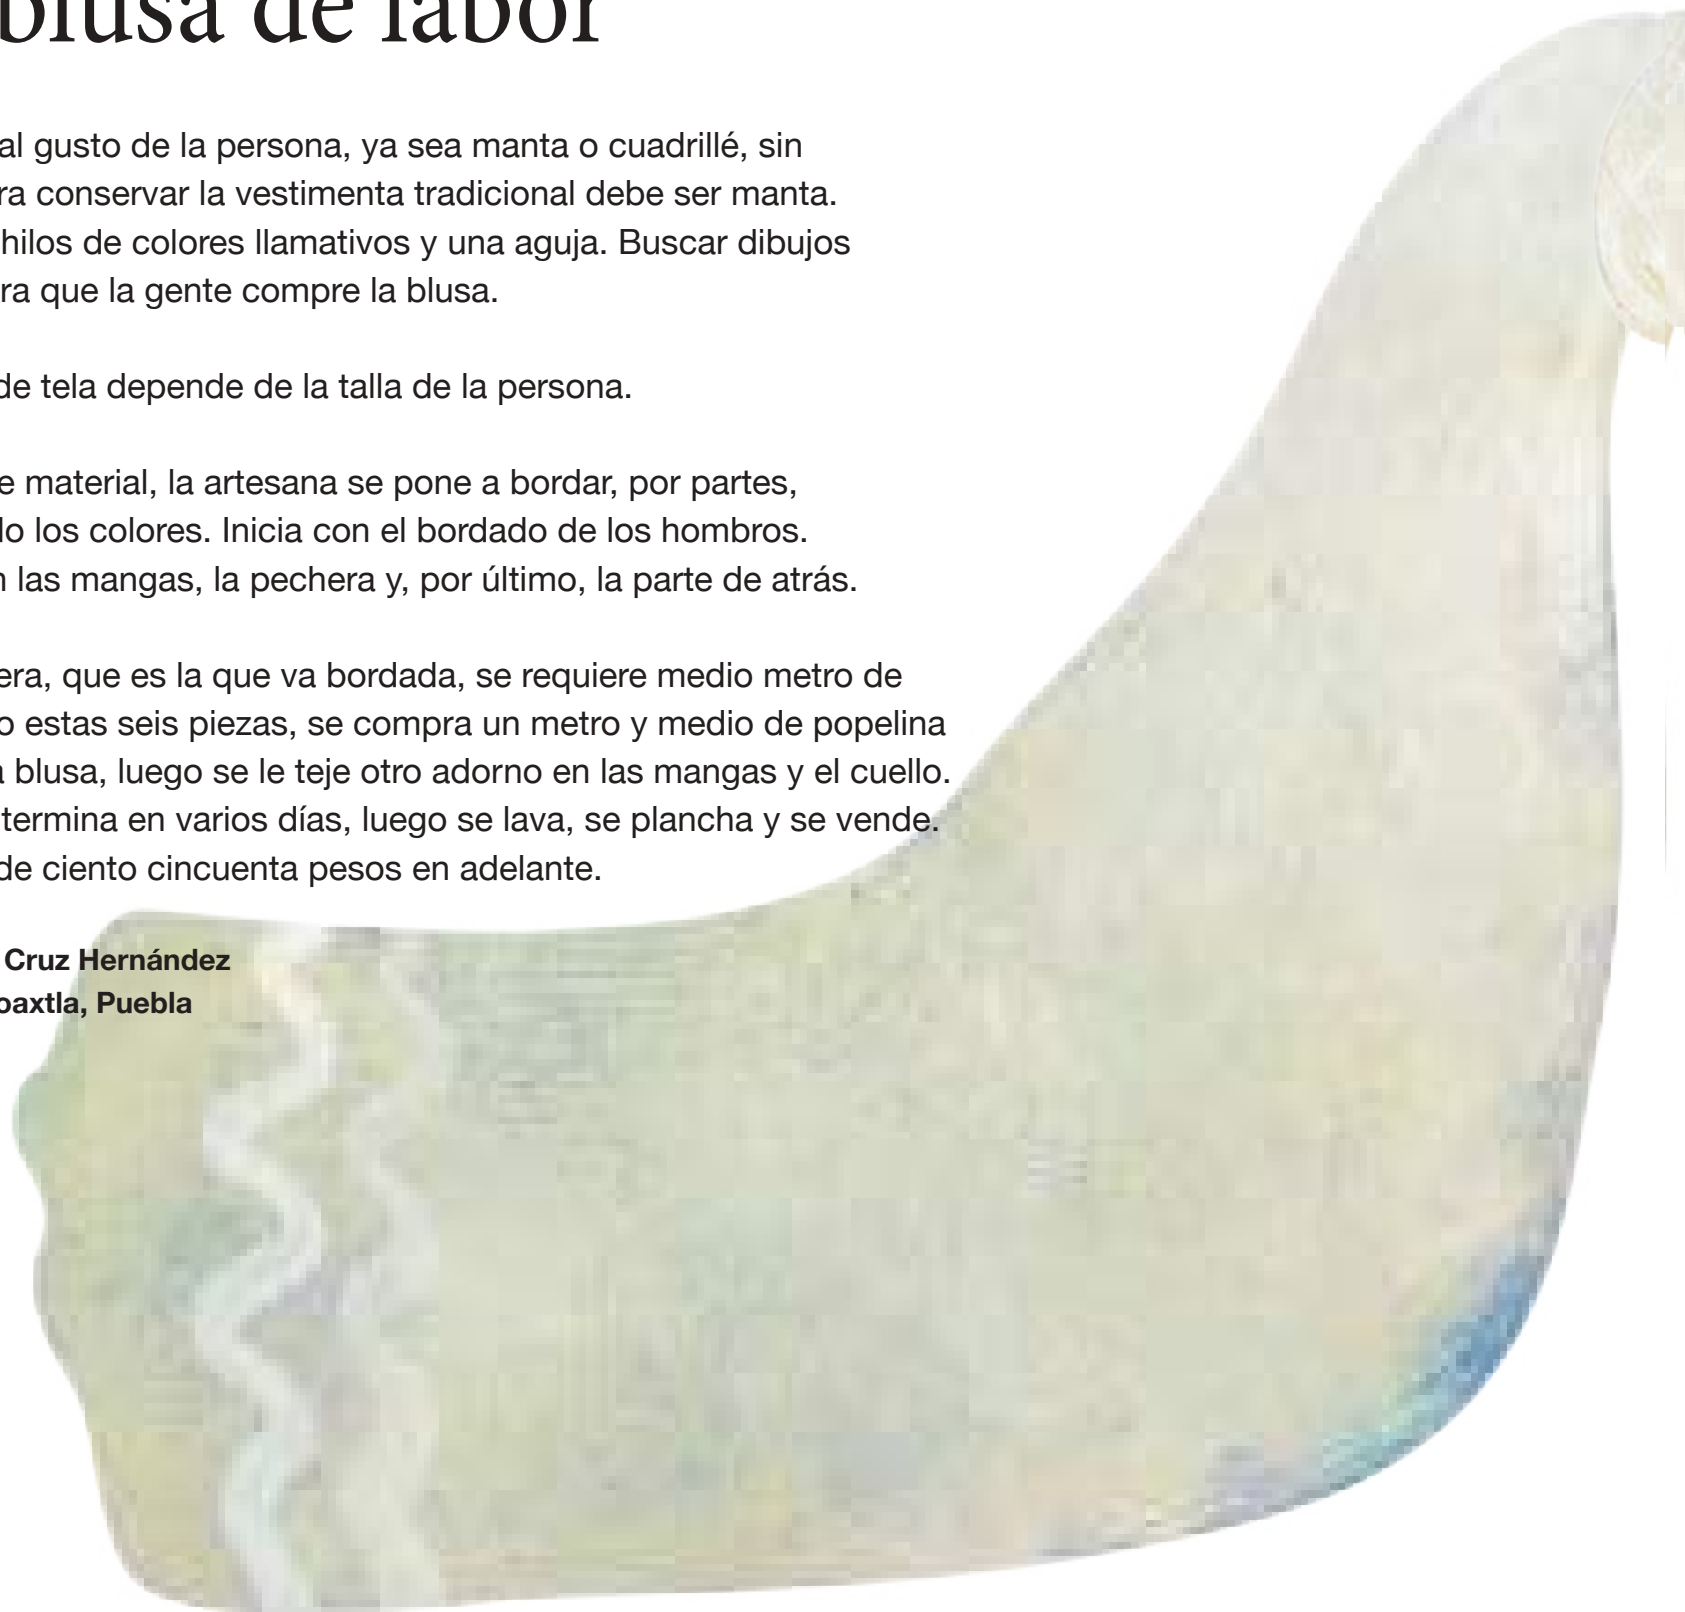 blusa de labor
al gusto de la persona, ya sea manta o cuadrillé, sin
ra conservar la vestimenta tradicional debe ser manta.
hilos de colores llamativos y una aguja. Buscar dibujos
ra que la gente compre la blusa.
de tela depende de la talla de la persona.
e material, la artesana se pone a bordar, por partes,
do los colores. Inicia con el bordado de los hombros.
n las mangas, la pechera y, por último, la parte de atrás.
era, que es la que va bordada, se requiere medio metro de
o estas seis piezas, se compra un metro y medio de popelina
a blusa, luego se le teje otro adorno en las mangas y el cuello.
termina en varios días, luego se lava, se plancha y se vende.
de ciento cincuenta pesos en adelante.
Cruz Hernández
oaxtla, Puebla